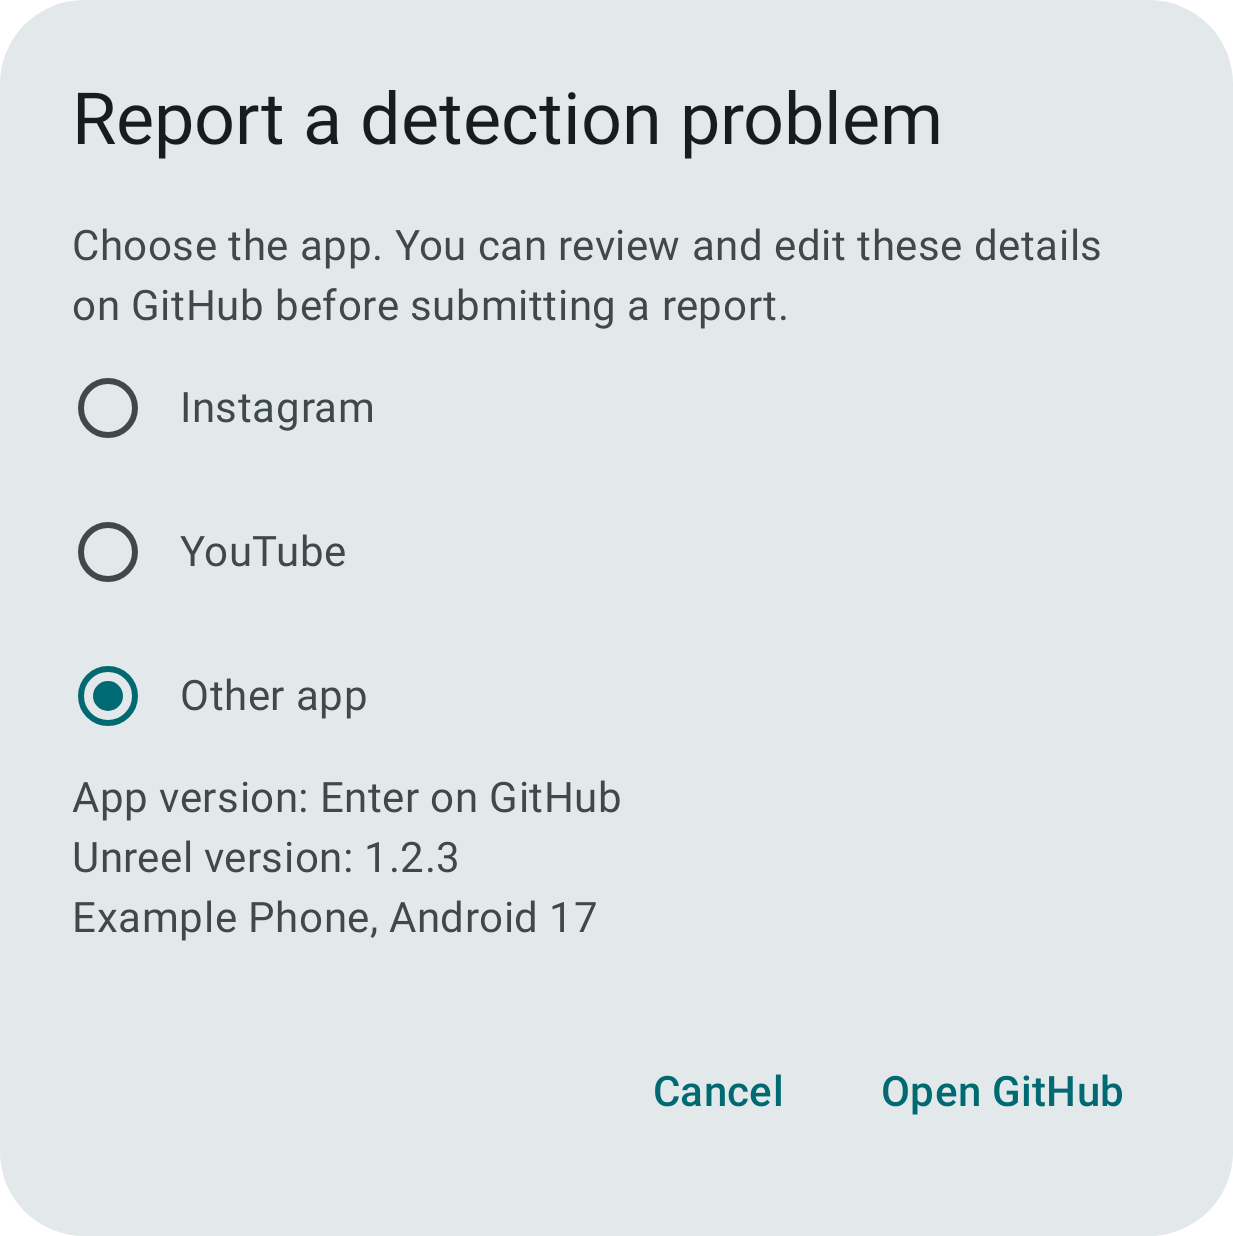 Report a detection problem
Choose the app. You can review and edit these details
on GitHub before submitting a report.
Instagram
YouTube
Other app
App version: Enter on GitHub
Unreel version: 1.2.3
Example Phone, Android 17
Cancel
Open GitHub